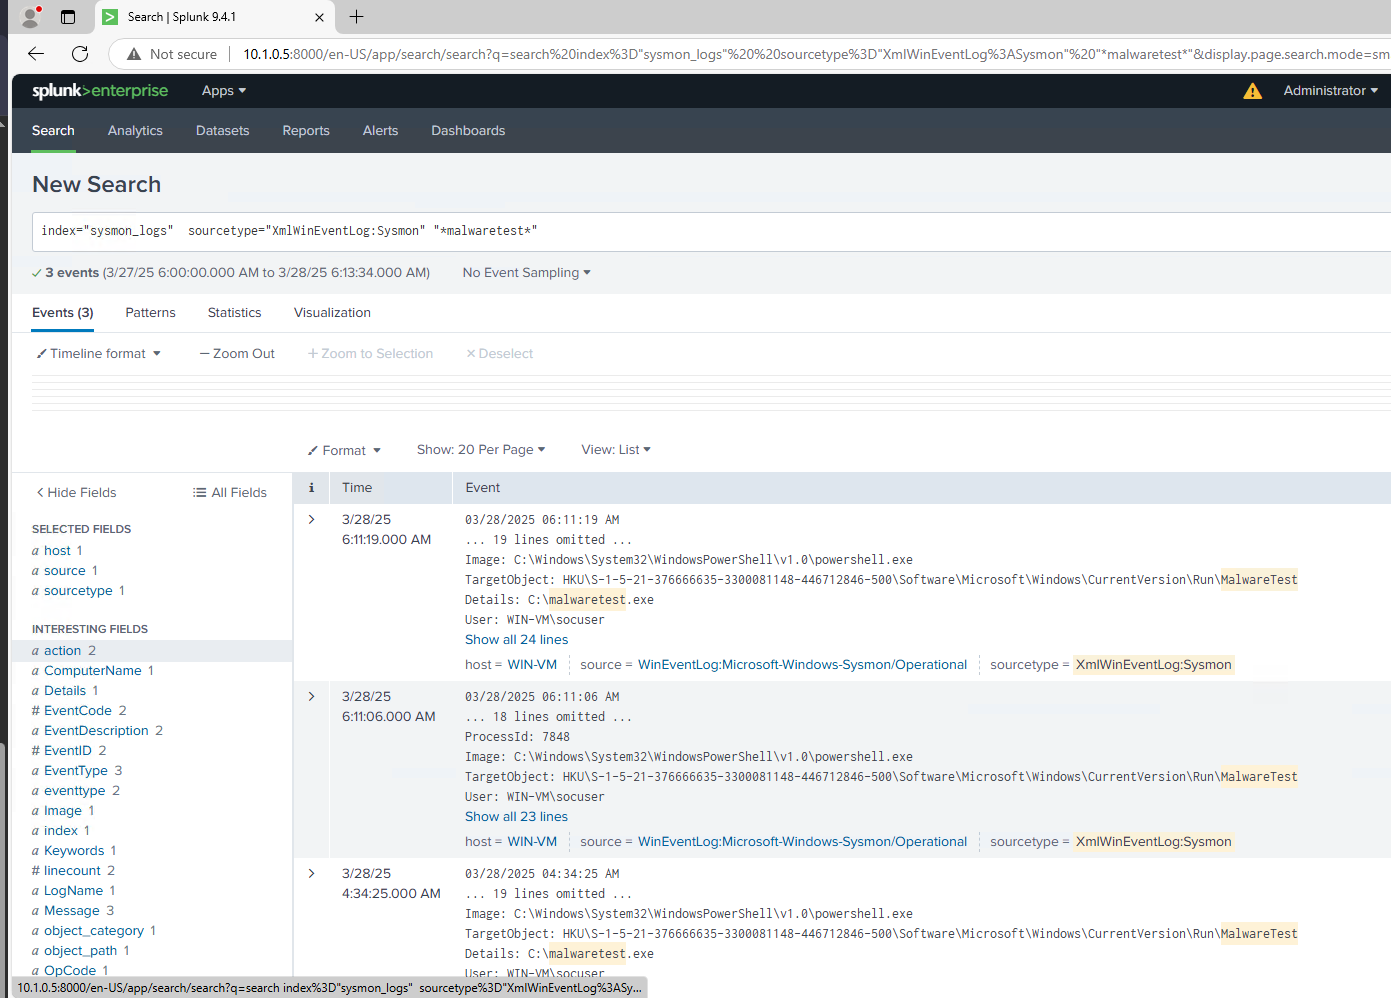 Search | Splunk 9.4.1
Not secure
10.1.0.5:8000/en-US/app/search/search?q=search%20index%3D"sysmon_logs"%20%20sourcetype%3D"XmlWinEventLog%3ASysmon"%20"*malwaretest*"&display.page.search.mode=sm
splunk>enterprise Apps Administrator
Search Analytics Datasets Reports Alerts Dashboards
New Search
index="sysmon_logs"  sourcetype="XmlWinEventLog:Sysmon" "*malwaretest*"
3 events (3/27/25 6:00:00.000 AM to 3/28/25 6:13:34.000 AM) No Event Sampling
Events (3) Patterns Statistics Visualization
Timeline format — Zoom Out + Zoom to Selection × Deselect
Format Show: 20 Per Page View: List
Hide Fields All Fields
SELECTED FIELDS
a host 1
a source 1
a sourcetype 1
INTERESTING FIELDS
a action 2
a ComputerName 1
a Details 1
# EventCode 2
a EventDescription 2
# EventID 2
a EventType 3
a eventtype 2
a Image 1
a index 1
a Keywords 1
# linecount 2
a LogName 1
a Message 3
a object_category 1
a object_path 1
a OpCode 1
i Time Event
3/28/25
6:11:19.000 AM
03/28/2025 06:11:19 AM
... 19 lines omitted ...
Image: C:\Windows\System32\WindowsPowerShell\v1.0\powershell.exe
TargetObject: HKU\S-1-5-21-376666635-3300081148-446712846-500\Software\Microsoft\Windows\CurrentVersion\Run\MalwareTest
Details: C:\malwaretest.exe
User: WIN-VM\socuser
Show all 24 lines
host = WIN-VM source = WinEventLog:Microsoft-Windows-Sysmon/Operational sourcetype = XmlWinEventLog:Sysmon
3/28/25
6:11:06.000 AM
03/28/2025 06:11:06 AM
... 18 lines omitted ...
ProcessId: 7848
Image: C:\Windows\System32\WindowsPowerShell\v1.0\powershell.exe
TargetObject: HKU\S-1-5-21-376666635-3300081148-446712846-500\Software\Microsoft\Windows\CurrentVersion\Run\MalwareTest
User: WIN-VM\socuser
Show all 23 lines
host = WIN-VM source = WinEventLog:Microsoft-Windows-Sysmon/Operational sourcetype = XmlWinEventLog:Sysmon
3/28/25
4:34:25.000 AM
03/28/2025 04:34:25 AM
... 19 lines omitted ...
Image: C:\Windows\System32\WindowsPowerShell\v1.0\powershell.exe
TargetObject: HKU\S-1-5-21-376666635-3300081148-446712846-500\Software\Microsoft\Windows\CurrentVersion\Run\MalwareTest
Details: C:\malwaretest.exe
User: WIN-VM\socuser
10.1.0.5:8000/en-US/app/search/search?q=search index%3D"sysmon_logs"  sourcetype%3D"XmlWinEventLog%3ASy...